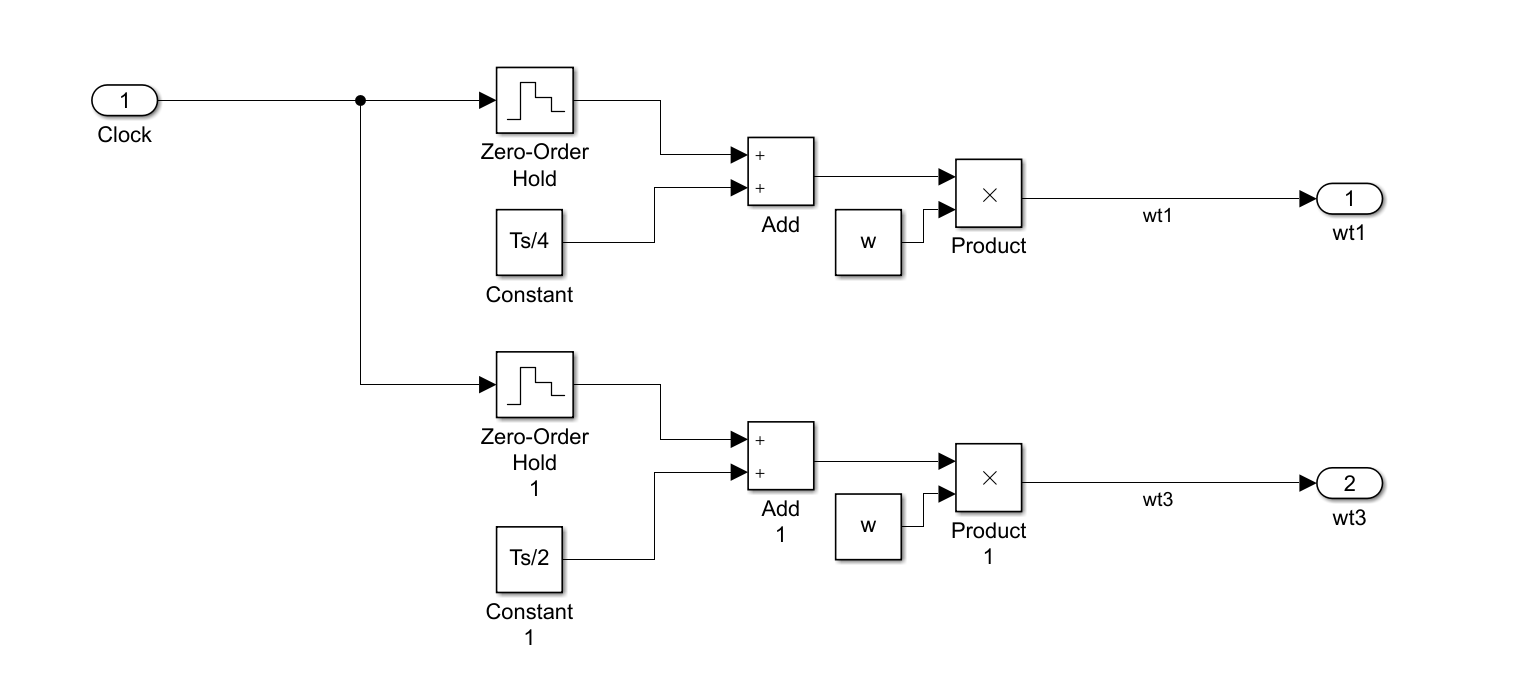 1
Clock
Zero-Order
Hold
Ts/4
Constant
+
+
Add
w
×
Product
wt1
1
wt1
Zero-Order
Hold
1
Ts/2
Constant
1
+
+
Add
1
w
×
Product
1
wt3
2
wt3